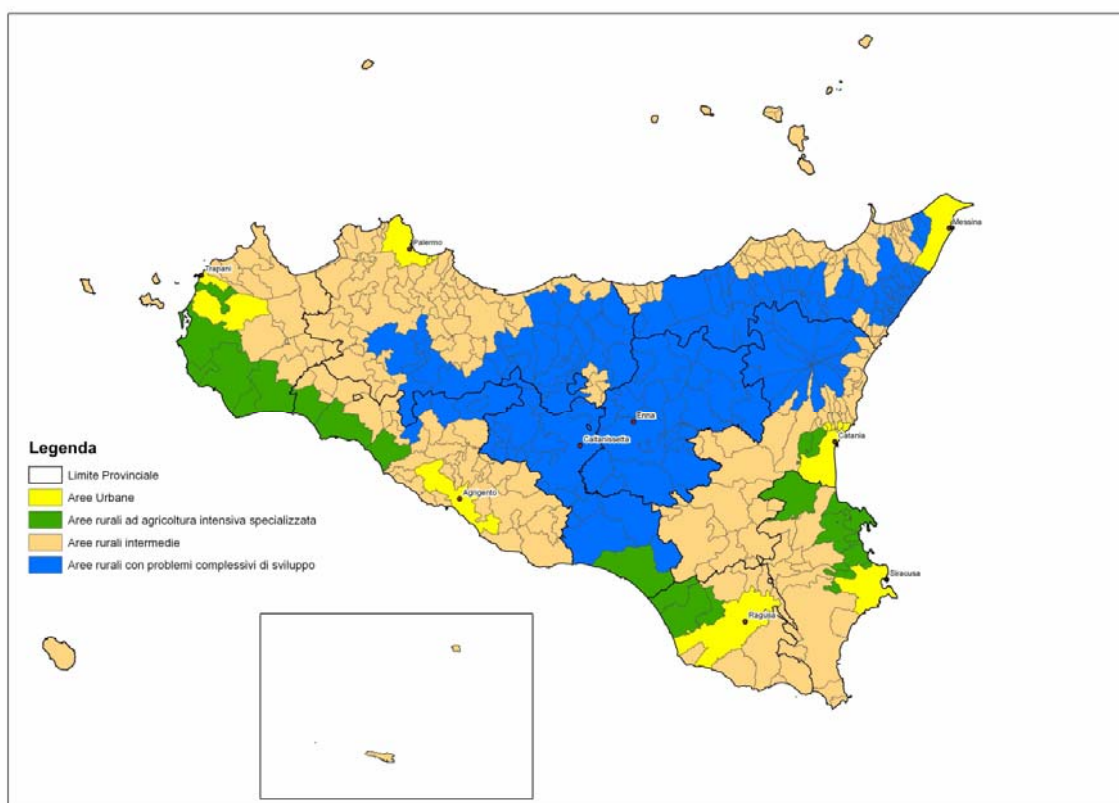 Messina
Palermo
Trapani
Enna
Caltanissetta
Catania
Agrigento
Siracusa
Ragusa
Legenda
Limite Provinciale
Aree Urbane
Aree rurali ad agricoltura intensiva specializzata
Aree rurali intermedie
Aree rurali con problemi complessivi di sviluppo